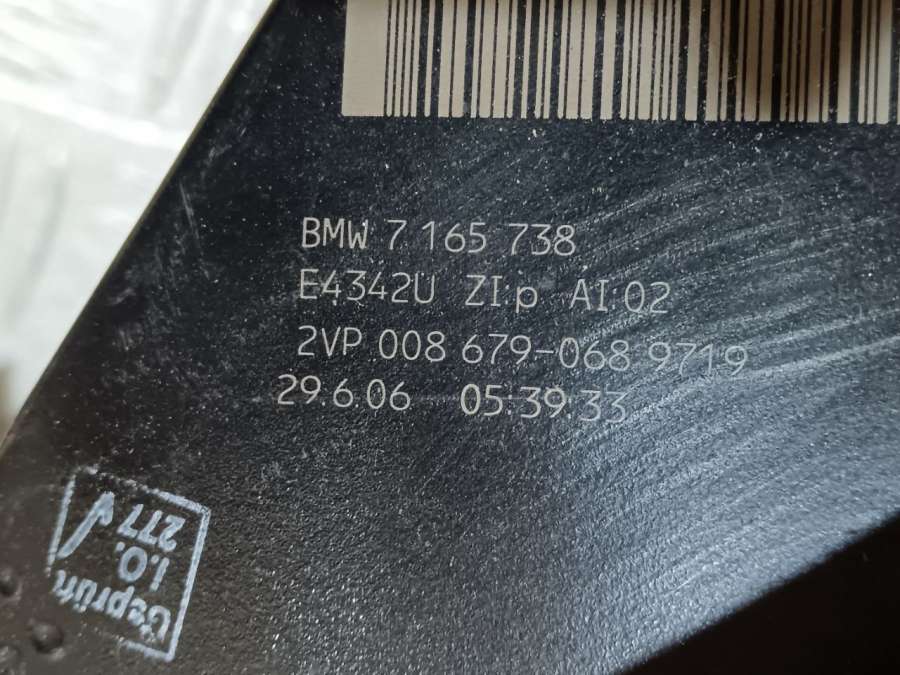 BMW 7 165 738
E4342U ZI:p AI:02
2VP 008 679-068 9719
29.6.06 05:39:33
Geprüft
i.O.
277